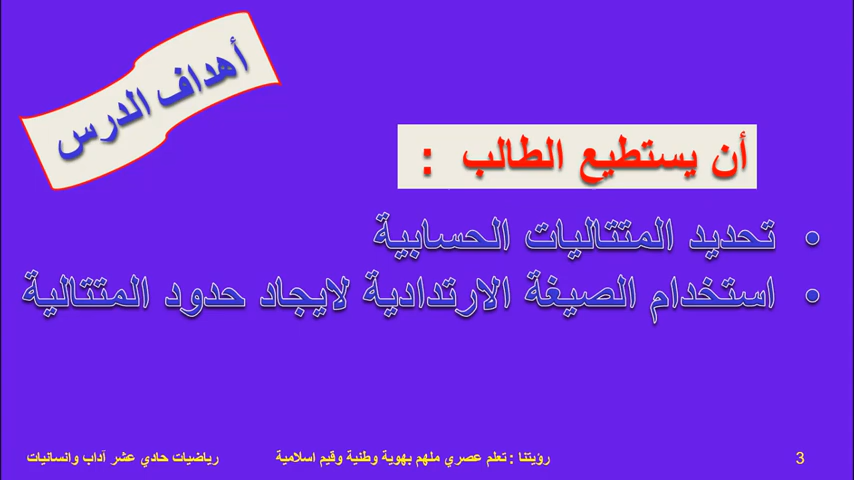 أهداف الدرس
أن يستطيع الطالب :
• تحديد المتتاليات الحسابية
• استخدام الصيغة الارتدادية لايجاد حدود المتتالية
3
رؤيتنا : تعلم عصري ملهم بهوية وطنية وقيم اسلامية
رياضيات حادي عشر آداب وانسانيات